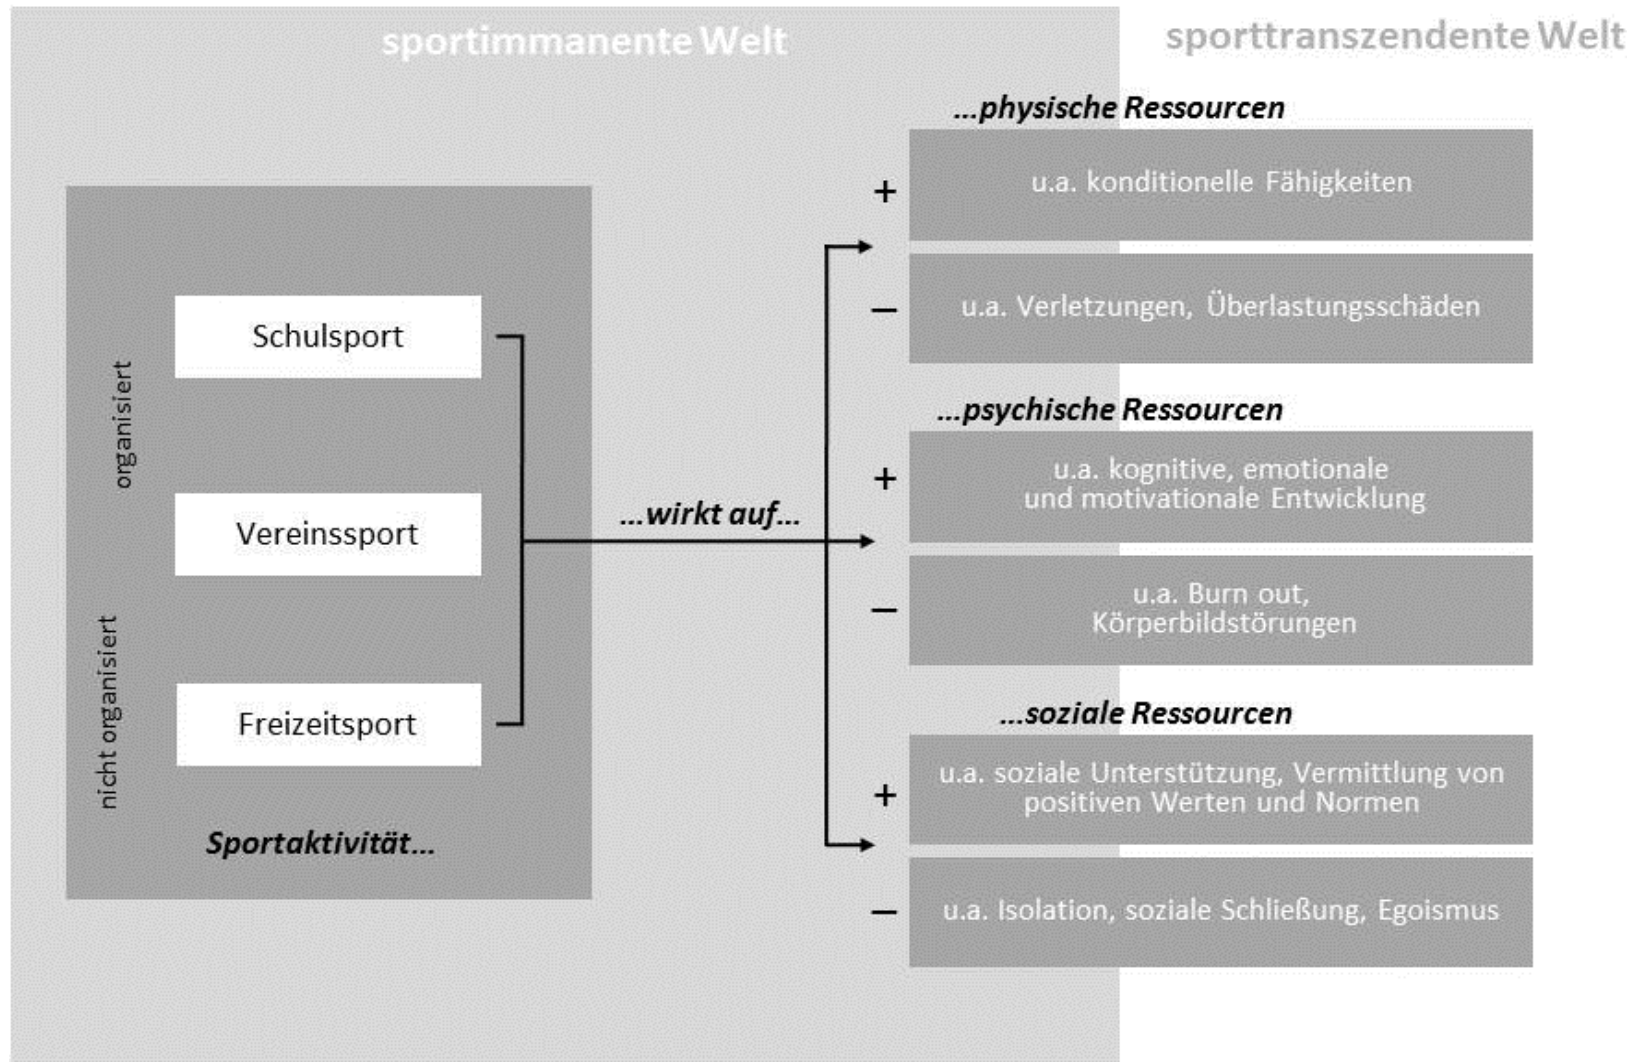 sportimmanente Welt
sporttranszendente Welt
organisiert
nicht organisiert
Schulsport
Vereinssport
Freizeitsport
Sportaktivität...
...wirkt auf...
...physische Ressourcen
+
u.a. konditionelle Fähigkeiten
–
u.a. Verletzungen, Überlastungsschäden
...psychische Ressourcen
+
u.a. kognitive, emotionale
und motivationale Entwicklung
–
u.a. Burn out,
Körperbildstörungen
...soziale Ressourcen
+
u.a. soziale Unterstützung, Vermittlung von
positiven Werten und Normen
–
u.a. Isolation, soziale Schließung, Egoismus